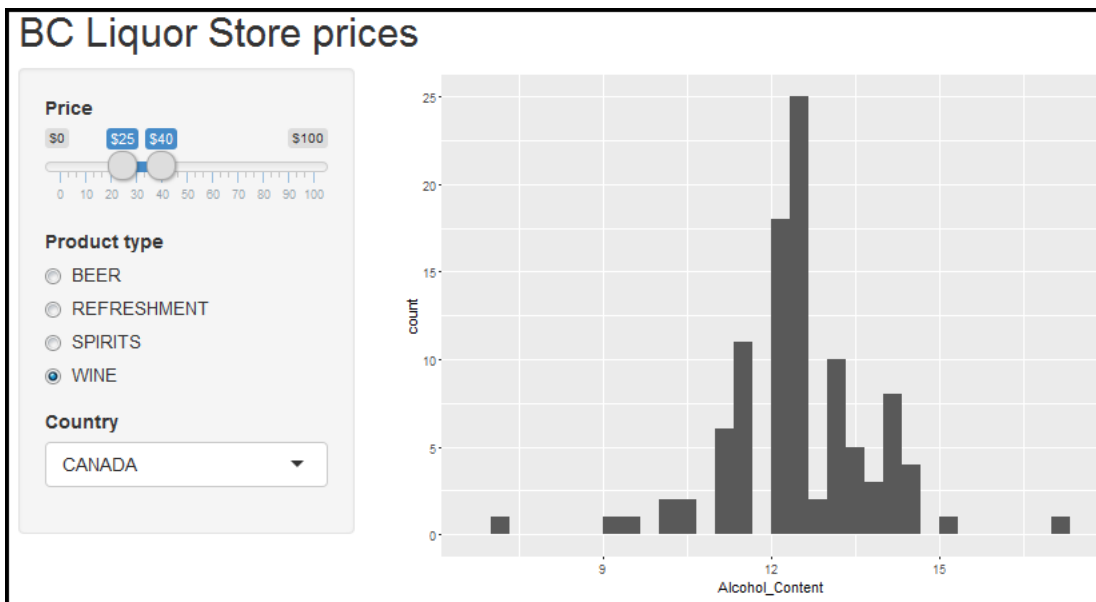 BC Liquor Store prices
Price
$0 $25 $40 $100
0 10 20 30 40 50 60 70 80 90 100
Product type
BEER
REFRESHMENT
SPIRITS
WINE
Country
CANADA
25
20
15
10
5
0
count
9 12 15
Alcohol_Content